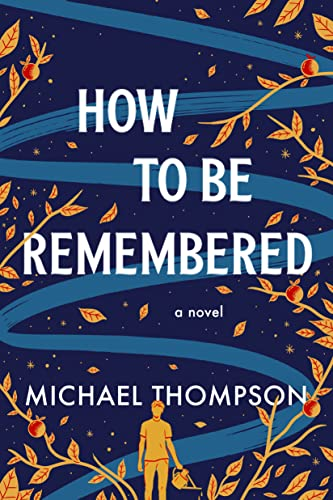 HOW
TO BE
REMEMBERED
a novel
MICHAEL THOMPSON